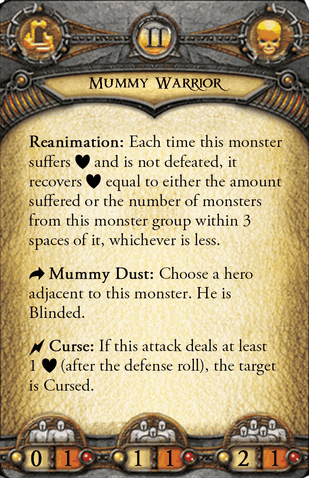 II
Mummy Warrior
Reanimation: Each time this monster
suffers ♥ and is not defeated, it
recovers ♥ equal to either the amount
suffered or the number of monsters
from this monster group within 3
spaces of it, whichever is less.
Mummy Dust: Choose a hero
adjacent to this monster. He is
Blinded.
Curse: If this attack deals at least
1 ♥ (after the defense roll), the target
is Cursed.
0 1 1 1 2 1